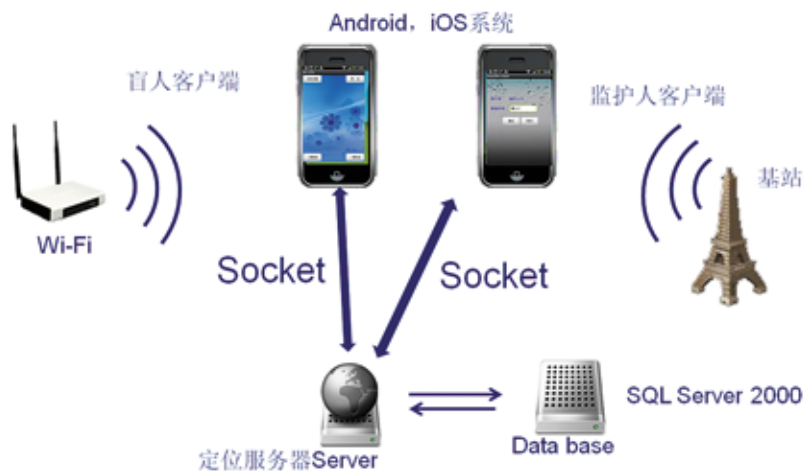 Android，iOS系统
盲人客户端
监护人客户端
基站
Wi-Fi
Socket
Socket
SQL Server 2000
Data base
定位服务器Server